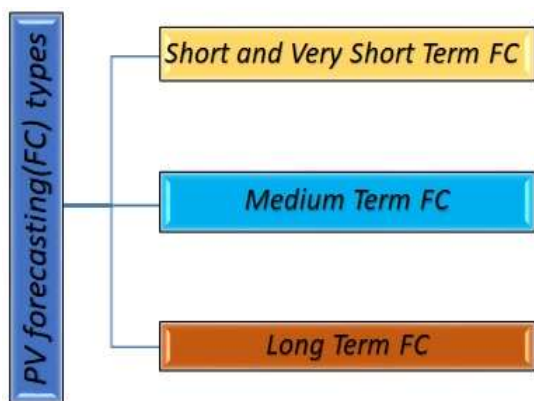 PV forecasting(FC) types
Short and Very Short Term FC
Medium Term FC
Long Term FC